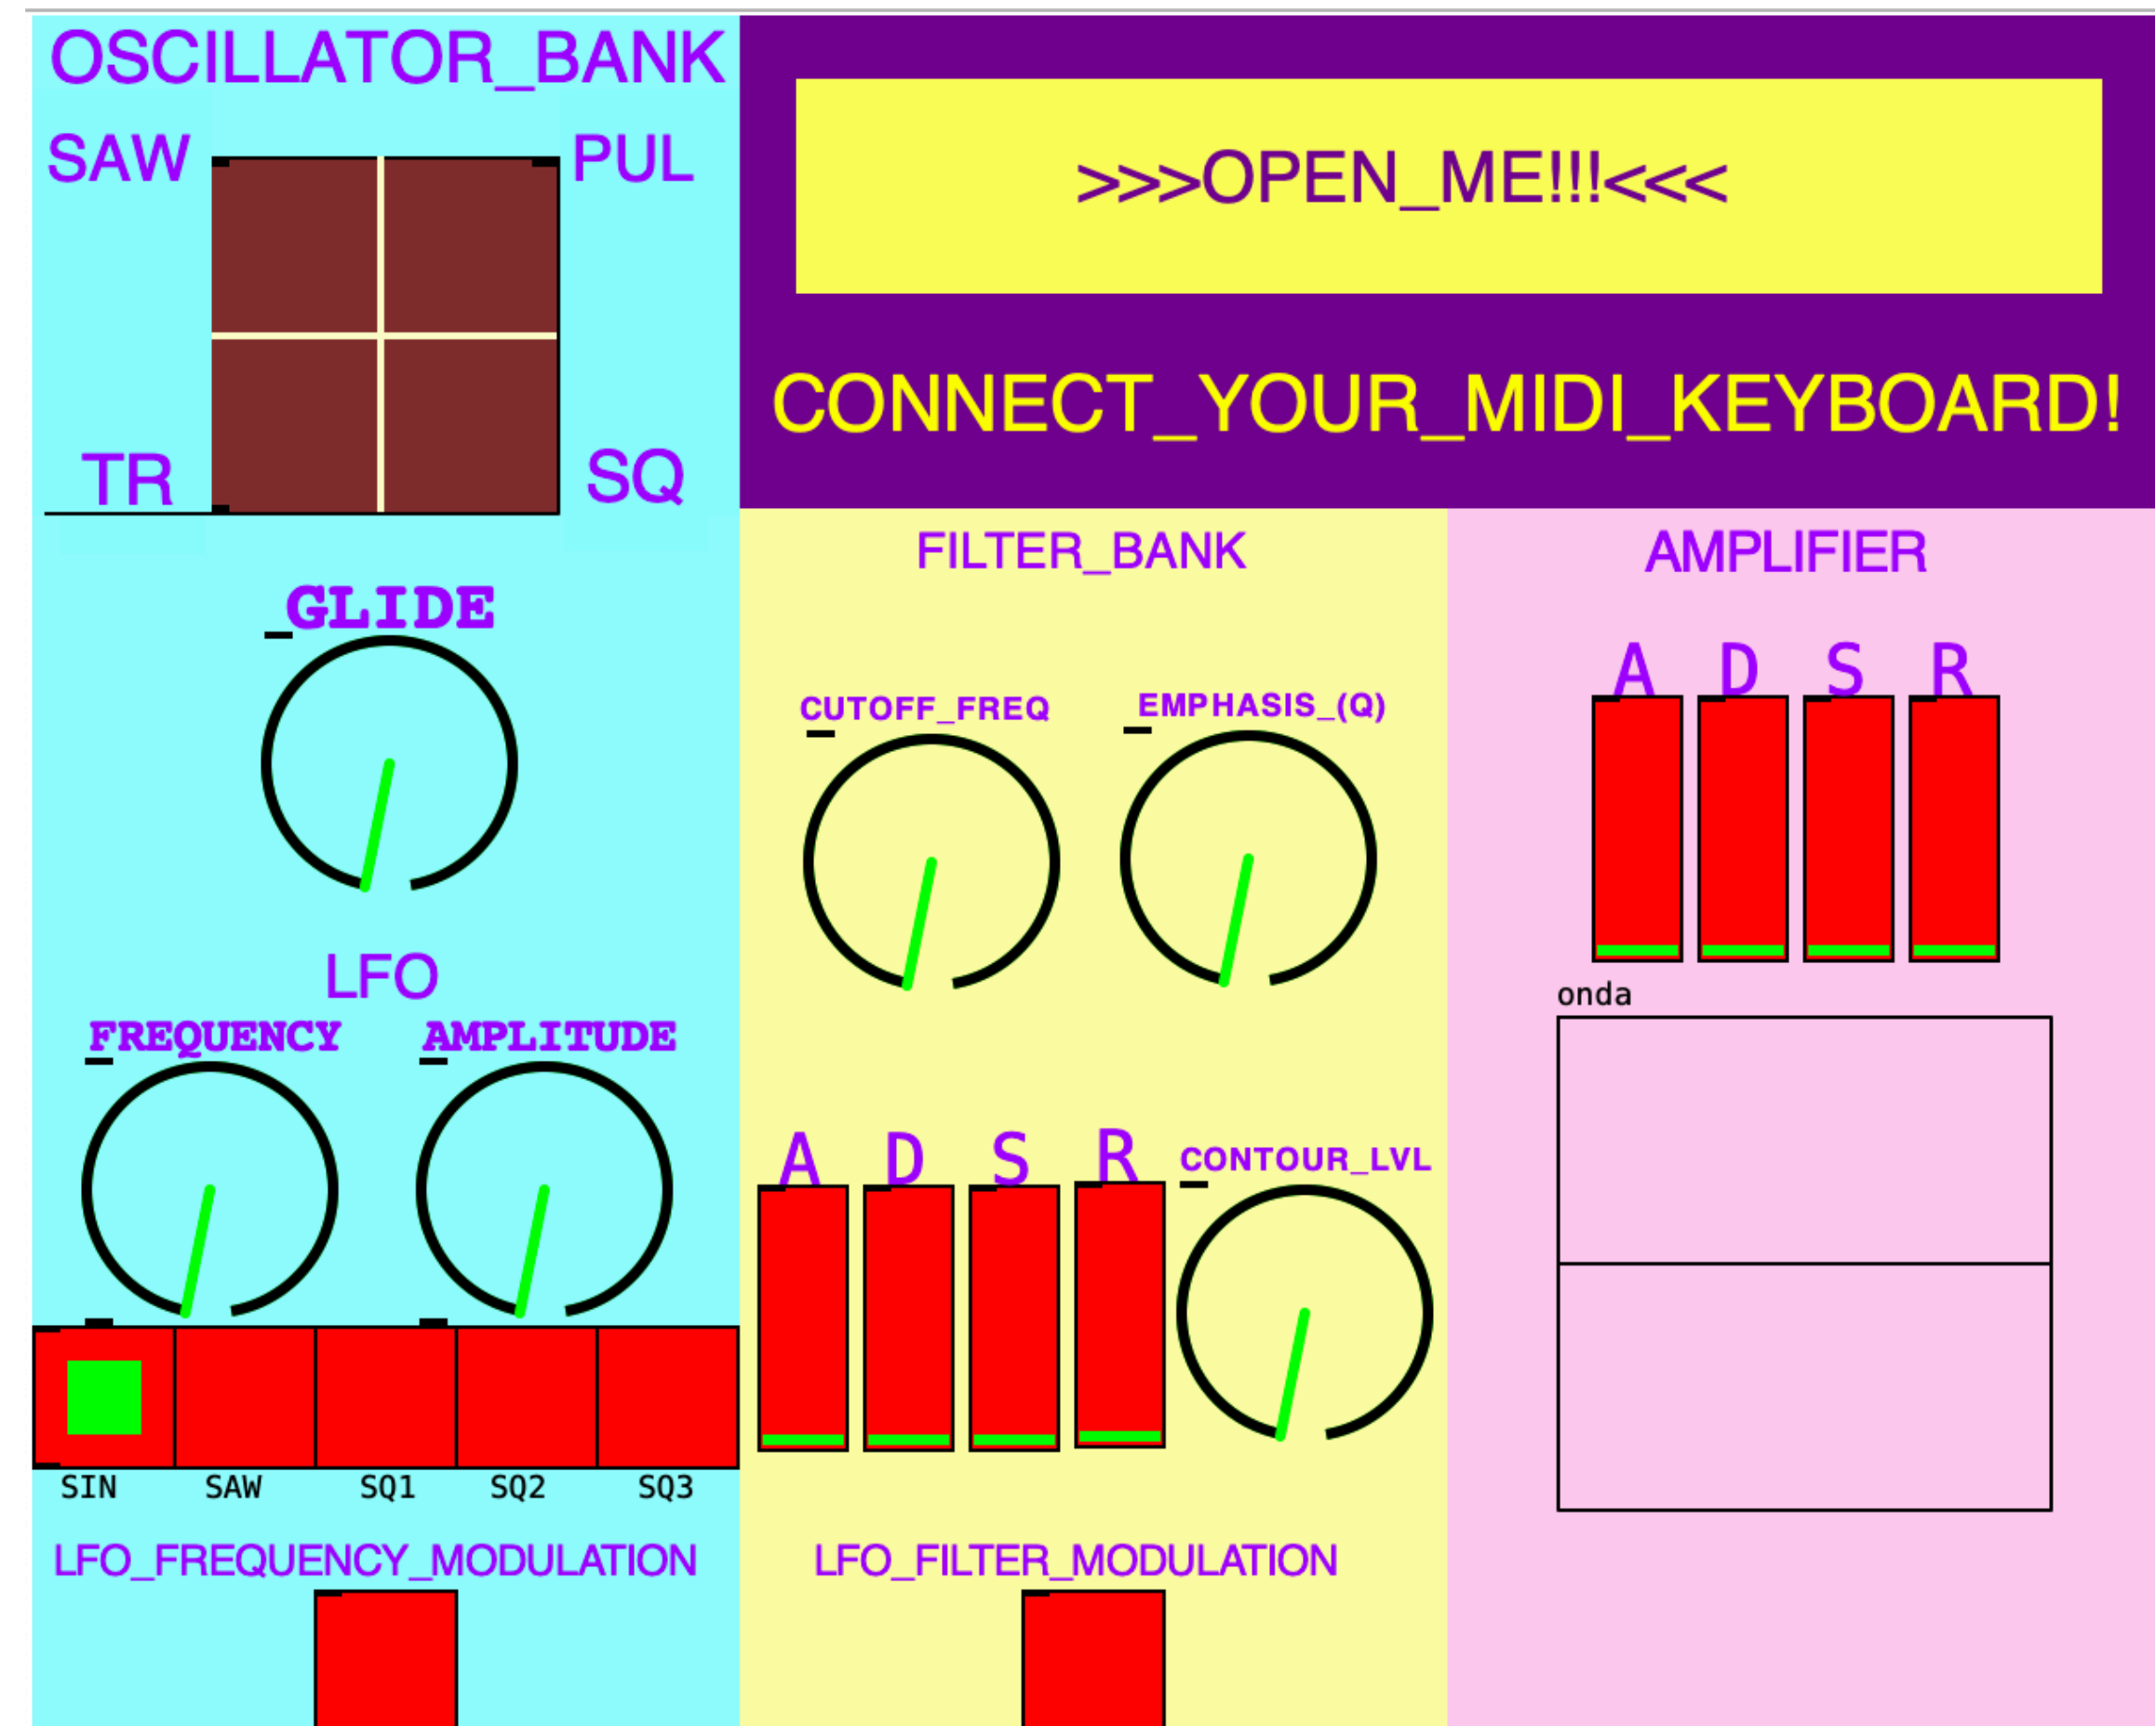 OSCILLATOR_BANK
SAW
PUL
TR
SQ
>>>OPEN_ME!!!<<<
CONNECT_YOUR_MIDI_KEYBOARD!
GLIDE
LFO
FREQUENCY
AMPLITUDE
SIN
SAW
SQ1
SQ2
SQ3
LFO_FREQUENCY_MODULATION
FILTER_BANK
CUTOFF_FREQ
EMPHASIS_(Q)
A D S R
CONTOUR_LVL
LFO_FILTER_MODULATION
AMPLIFIER
A D S R
onda